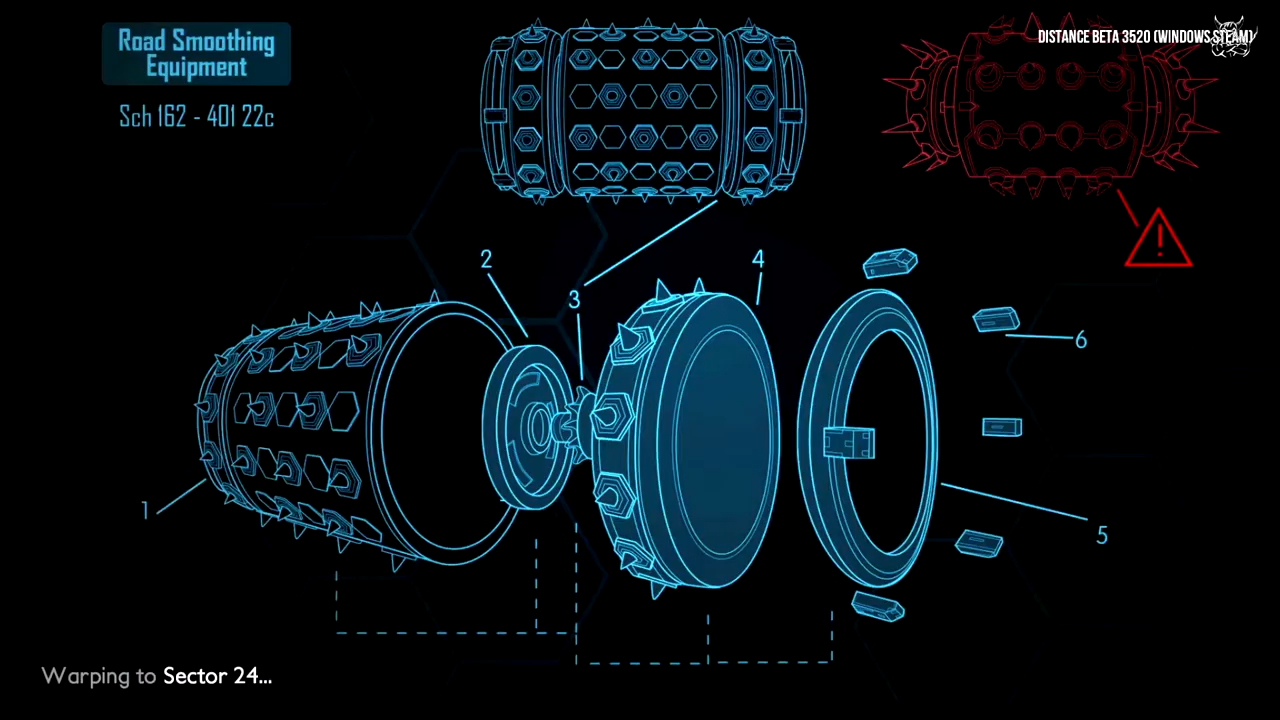 Road Smoothing
Equipment
Sch 162 - 401 22c
DISTANCE BETA 3520 (WINDOWS STEAM)
!
2
4
3
6
1
5
Warping to Sector 24...